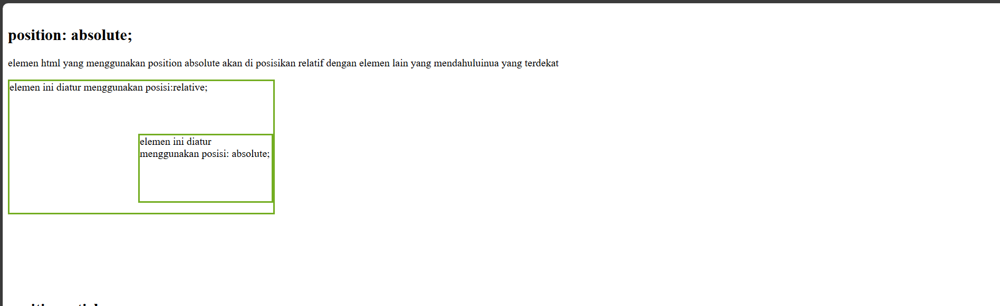 position: absolute;
elemen html yang menggunakan position absolute akan di posisikan relatif dengan elemen lain yang mendahuluinua yang terdekat
elemen ini diatur menggunakan posisi:relative;
elemen ini diatur
menggunakan posisi: absolute;